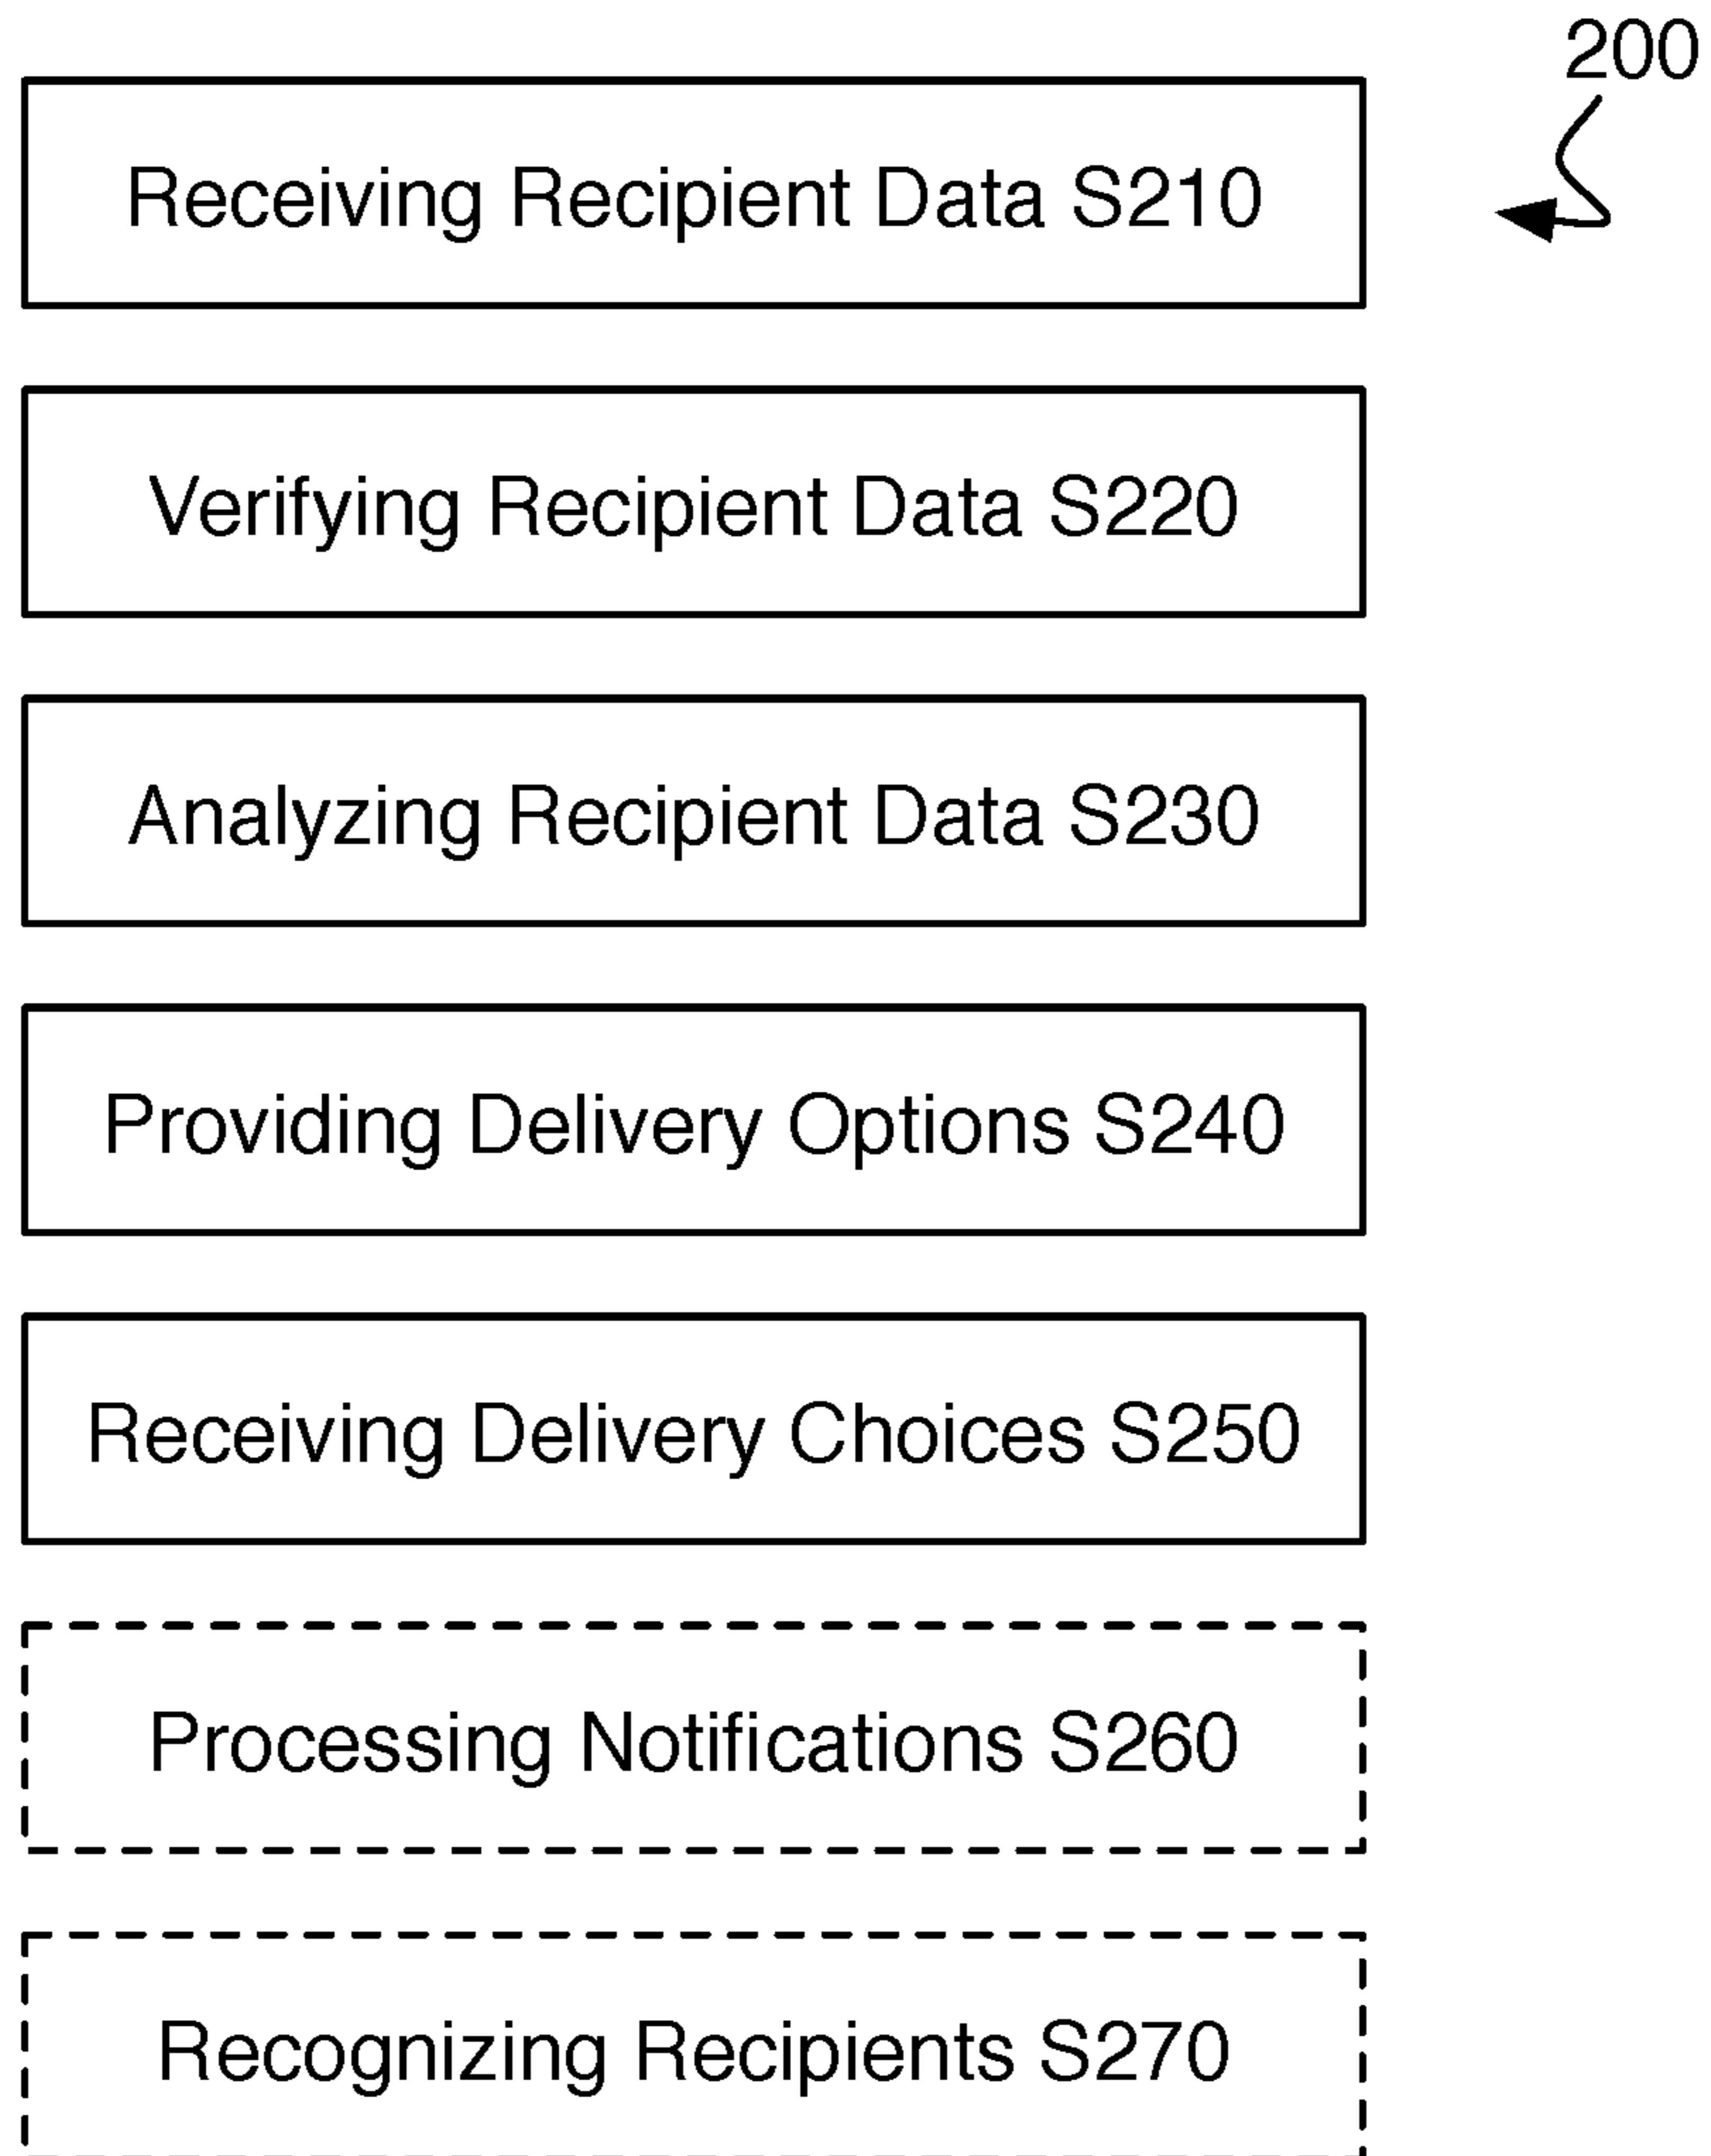 200
Receiving Recipient Data S210
Verifying Recipient Data S220
Analyzing Recipient Data S230
Providing Delivery Options S240
Receiving Delivery Choices S250
Processing Notifications S260
Recognizing Recipients S270